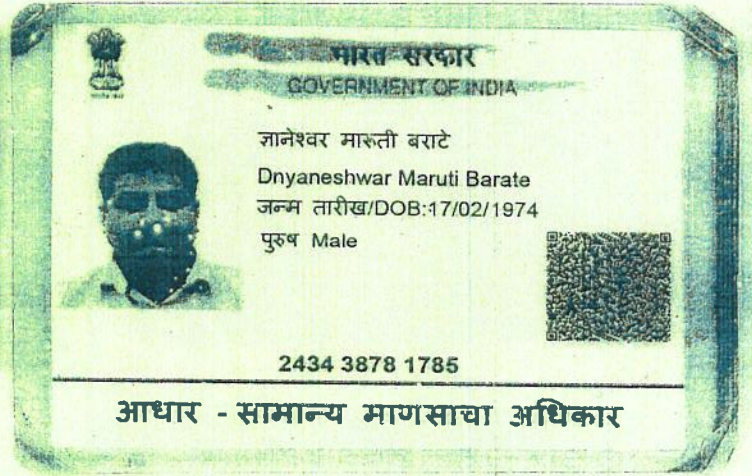 भारत सरकार
GOVERNMENT OF INDIA
ज्ञानेश्वर मारुती बराटे
Dnyaneshwar Maruti Barate
जन्म तारीख/DOB:17/02/1974
पुरुष Male
2434 3878 1785
आधार - सामान्य माणसाचा अधिकार